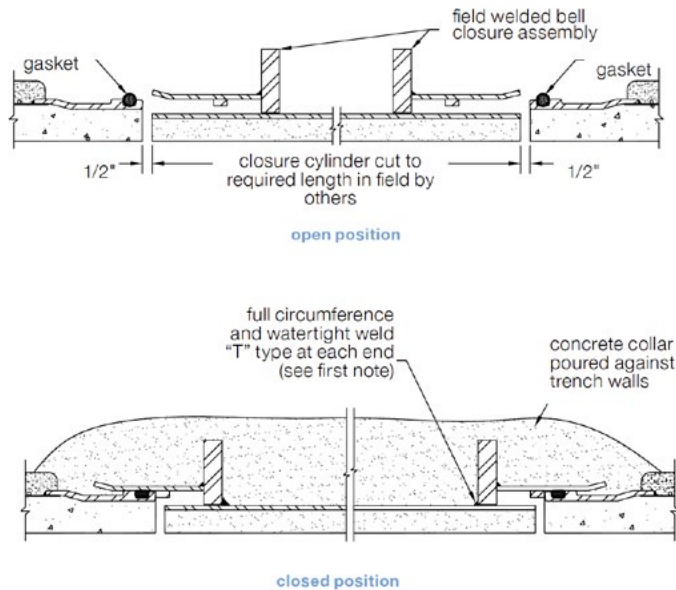 field welded bell
closure assembly
gasket
gasket
1/2"
closure cylinder cut to
required length in field by
others
1/2"
open position
full circumference
and watertight weld
"T" type at each end
(see first note)
concrete collar
poured against
trench walls
closed position